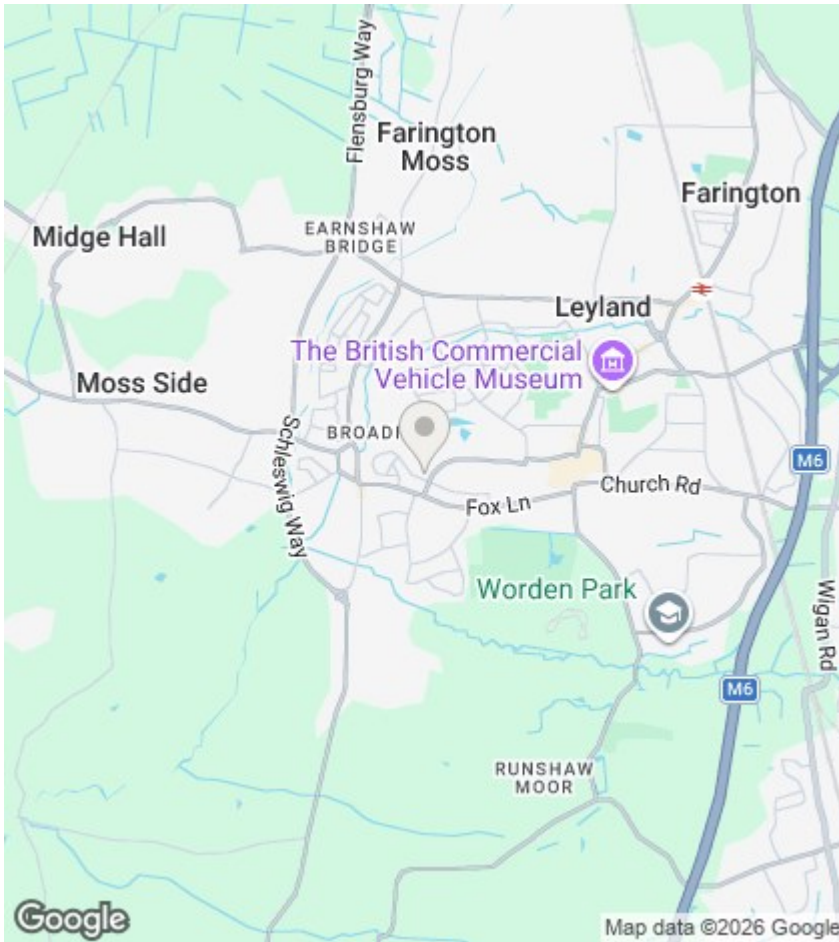 Flensburg Way
Farington
Moss
Farington
Midge Hall
EARNSHAW
BRIDGE
Leyland
The British Commercial
Vehicle Museum
Moss Side
BROADF
Schleswig Way
M6
Church Rd
Fox Ln
Worden Park
Wigan Rd
M6
RUNSHAW
MOOR
Google
Map data ©2026 Google